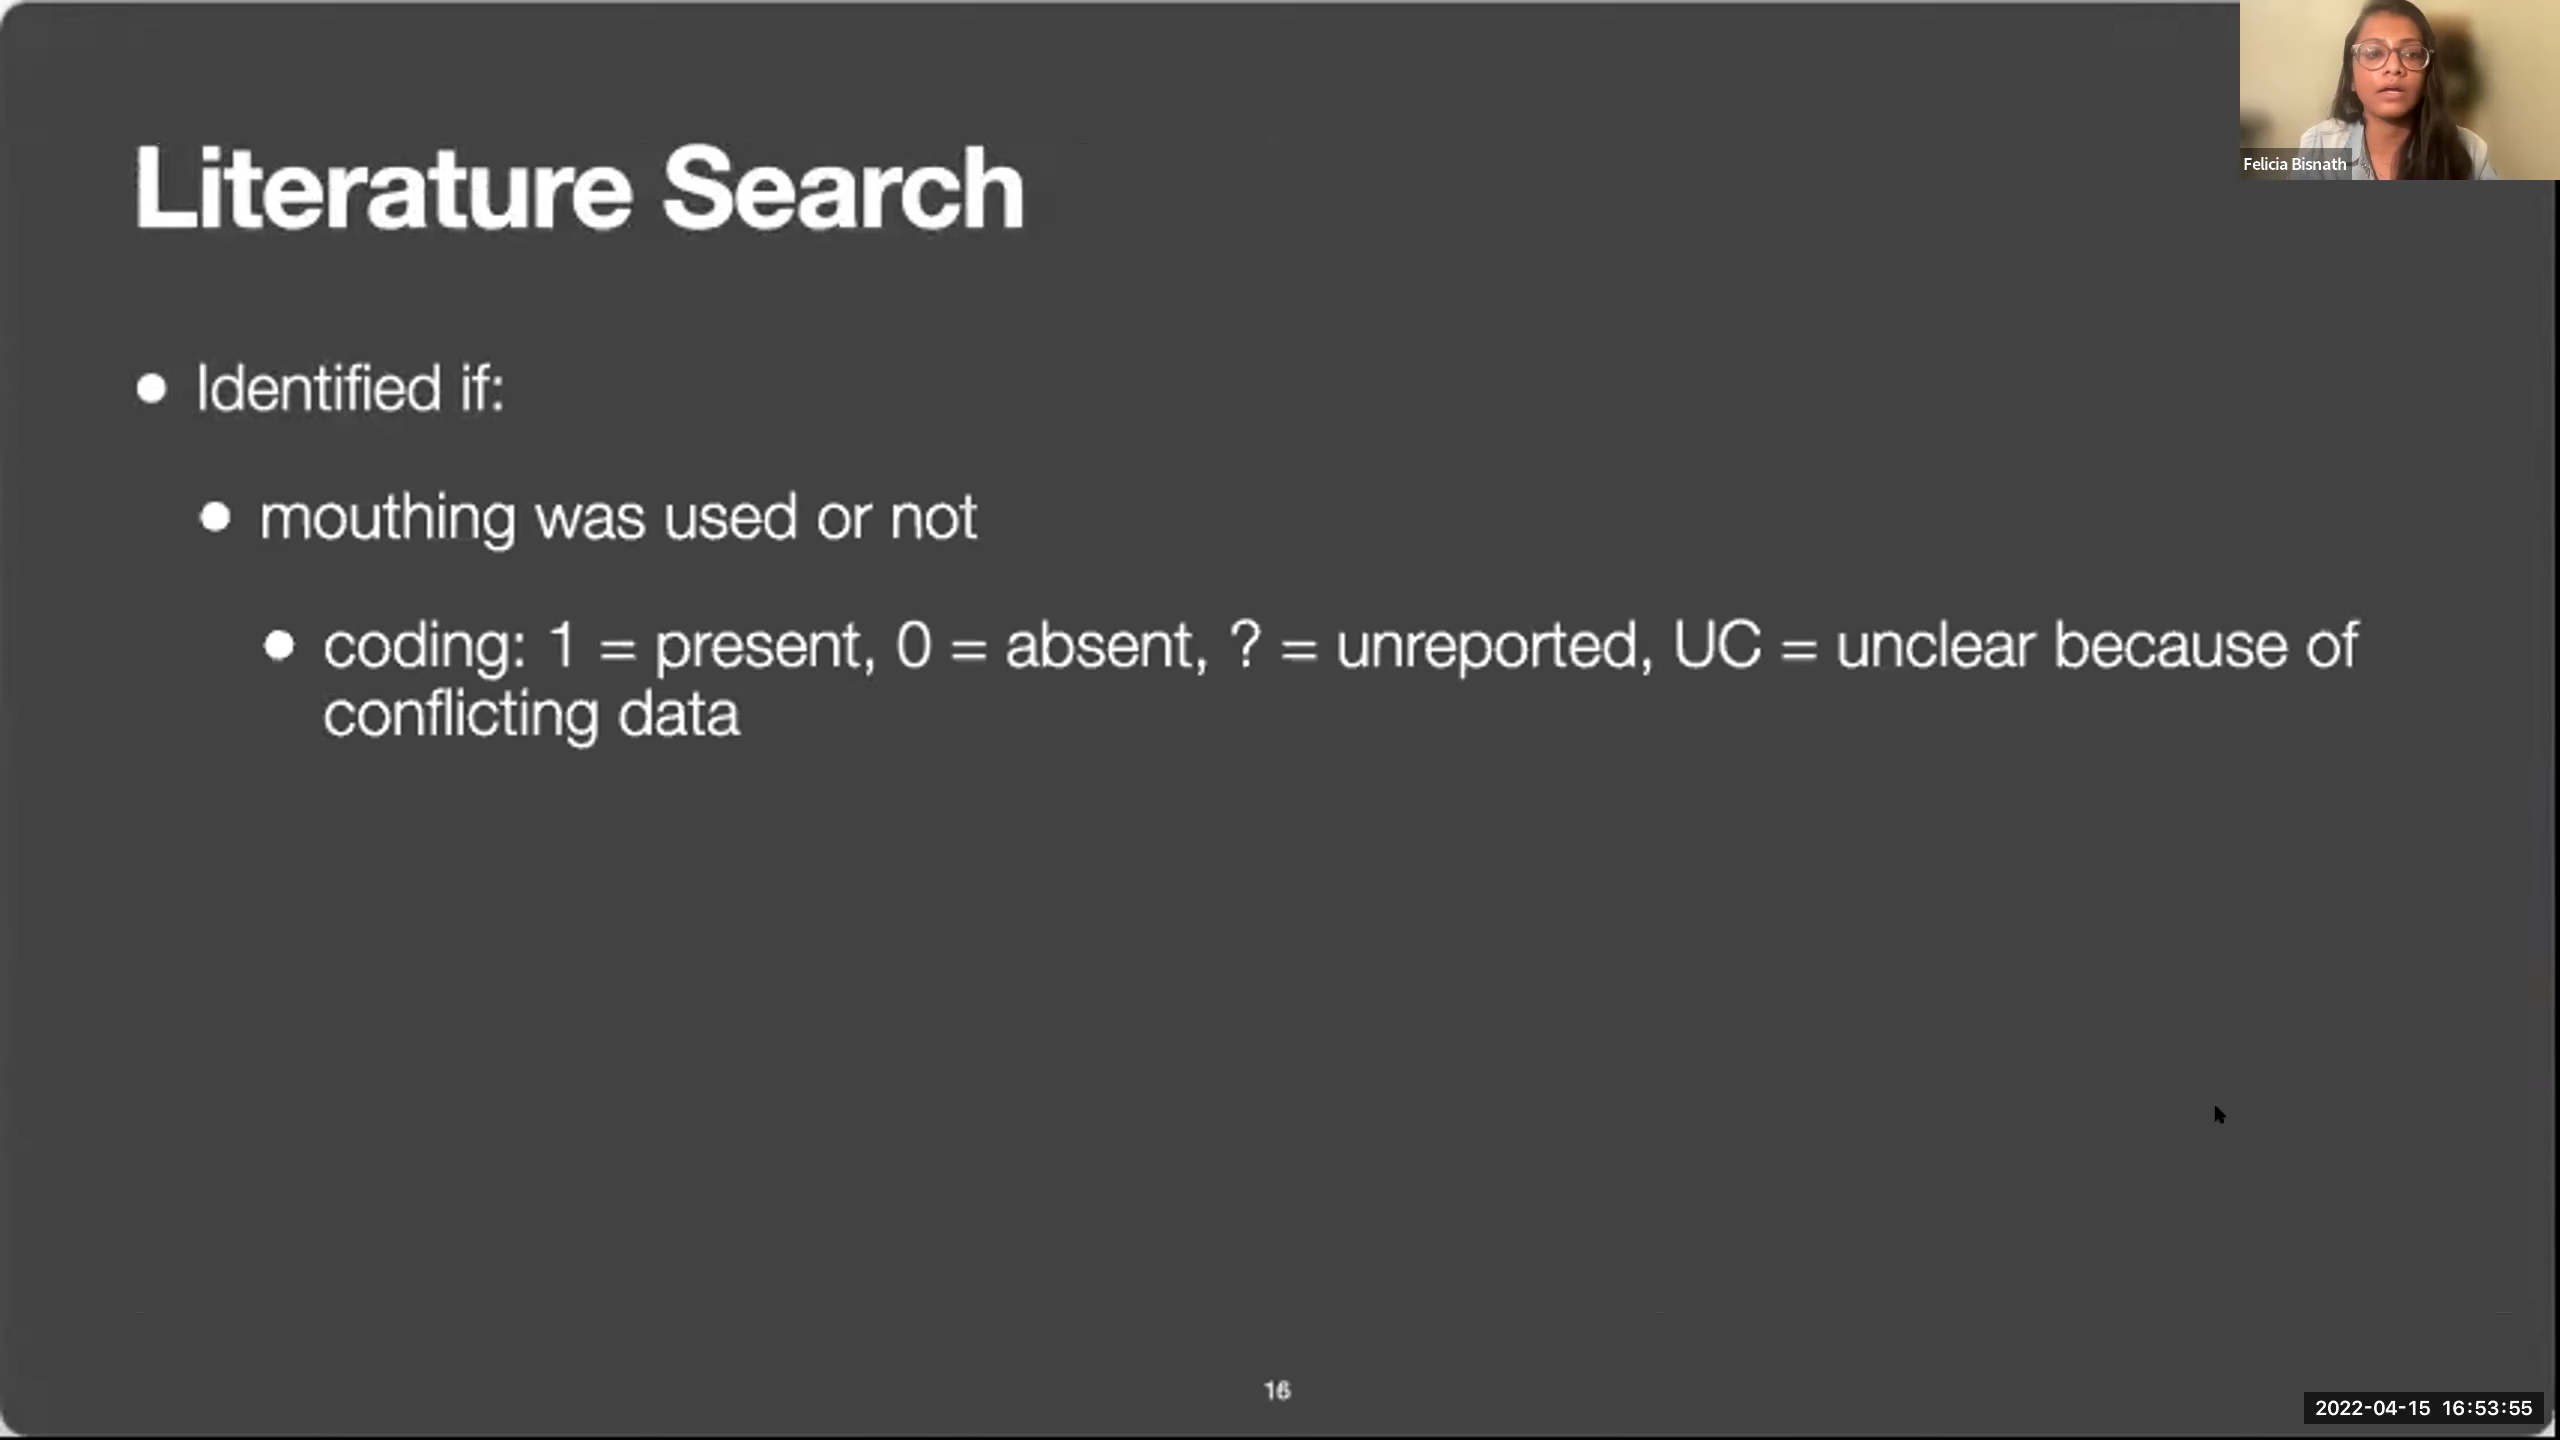 Literature Search
Felicia Bisnath
● Identified if:
● mouthing was used or not
● coding: 1 = present, 0 = absent, ? = unreported, UC = unclear because of
conflicting data
16
2022-04-15 16:53:55